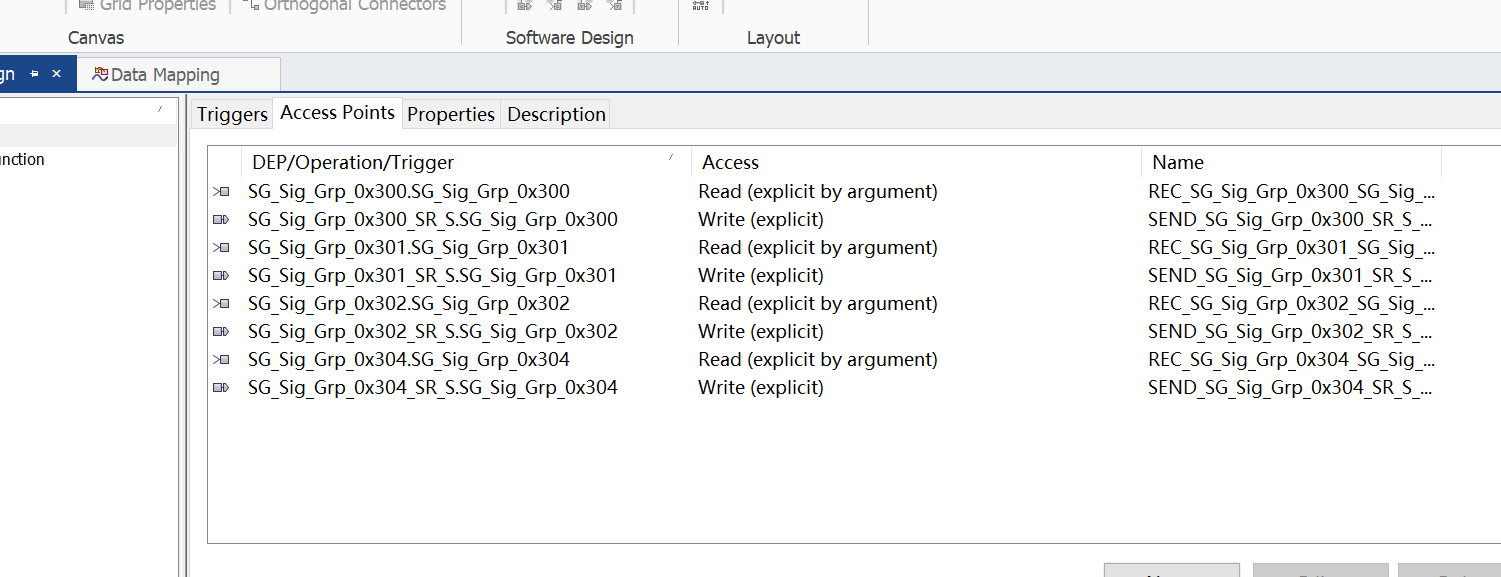 Grid Properties
Orthogonal Connectors
AUTO
Canvas
Software Design
Layout
gn
Data Mapping
Triggers
Access Points
Properties
Description
nction
DEP/Operation/Trigger Access Name
SG_Sig_Grp_0x300.SG_Sig_Grp_0x300 Read (explicit by argument) REC_SG_Sig_Grp_0x300_SG_Sig_...
SG_Sig_Grp_0x300_SR_S.SG_Sig_Grp_0x300 Write (explicit) SEND_SG_Sig_Grp_0x300_SR_S_...
SG_Sig_Grp_0x301.SG_Sig_Grp_0x301 Read (explicit by argument) REC_SG_Sig_Grp_0x301_SG_Sig_...
SG_Sig_Grp_0x301_SR_S.SG_Sig_Grp_0x301 Write (explicit) SEND_SG_Sig_Grp_0x301_SR_S_...
SG_Sig_Grp_0x302.SG_Sig_Grp_0x302 Read (explicit by argument) REC_SG_Sig_Grp_0x302_SG_Sig_...
SG_Sig_Grp_0x302_SR_S.SG_Sig_Grp_0x302 Write (explicit) SEND_SG_Sig_Grp_0x302_SR_S_...
SG_Sig_Grp_0x304.SG_Sig_Grp_0x304 Read (explicit by argument) REC_SG_Sig_Grp_0x304_SG_Sig_...
SG_Sig_Grp_0x304_SR_S.SG_Sig_Grp_0x304 Write (explicit) SEND_SG_Sig_Grp_0x304_SR_S_...